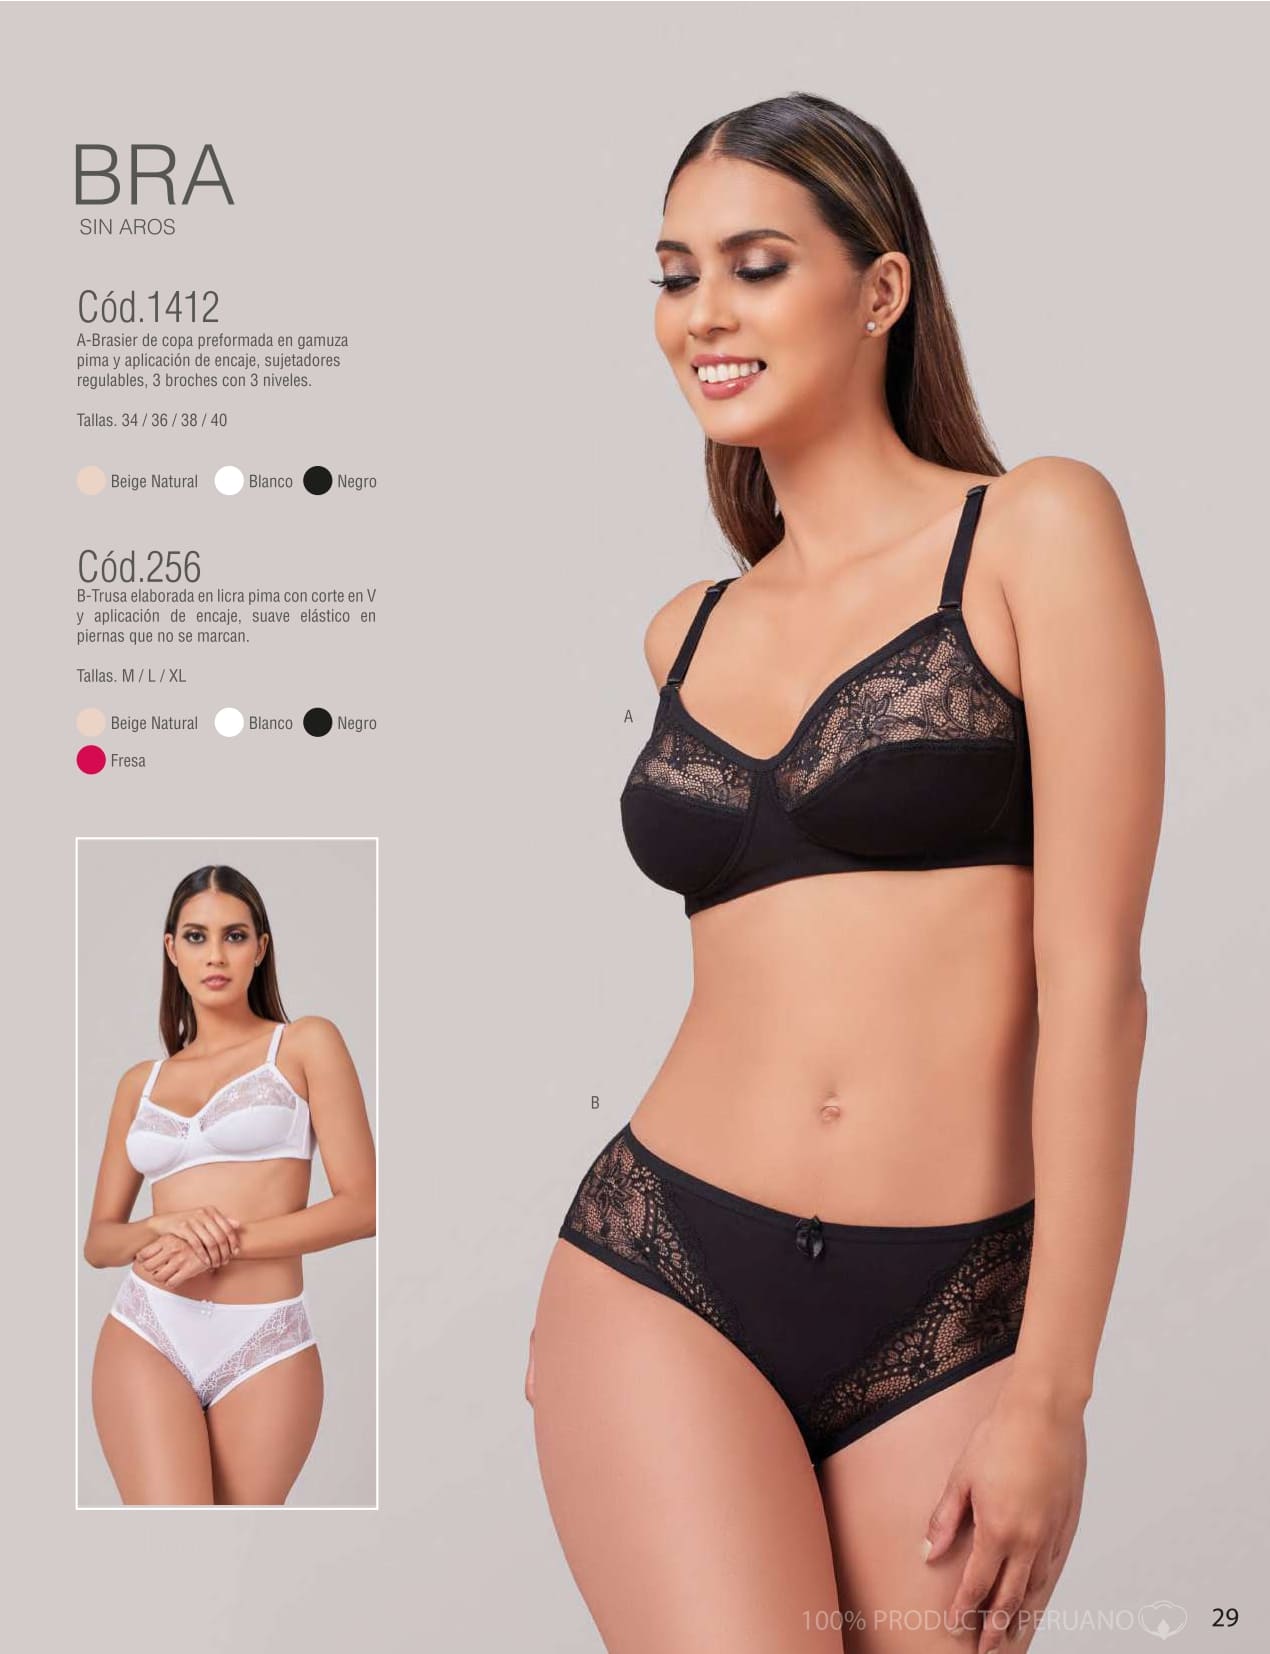 BRA
SIN AROS
Cód.1412
A-Brasier de copa preformada en gamuza
pima y aplicación de encaje, sujetadores
regulables, 3 broches con 3 niveles.
Tallas. 34 / 36 / 38 / 40
Beige Natural Blanco Negro
Cód.256
B-Trusa elaborada en licra pima con corte en V
y aplicación de encaje, suave elástico en
piernas que no se marcan.
Tallas. M / L / XL
Beige Natural Blanco Negro
Fresa
A
B
100% PRODUCTO PERUANO 29